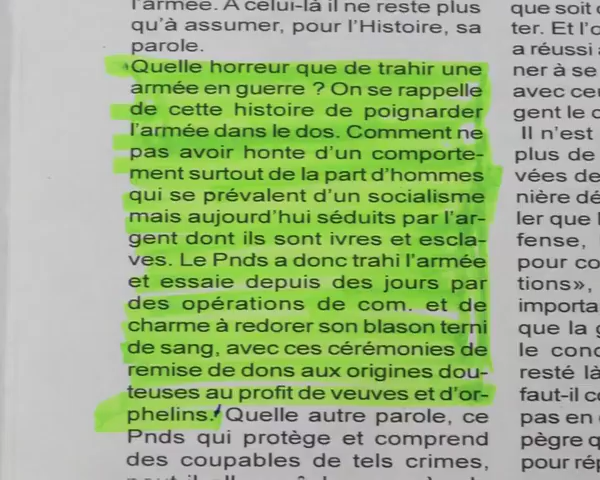 l'armée. A celui-là il ne reste plus
qu'à assumer, pour l'Histoire, sa
parole.
Quelle horreur que de trahir une
armée en guerre ? On se rappelle
de cette histoire de poignarder
l'armée dans le dos. Comment ne
pas avoir honte d'un comporte-
ment surtout de la part d'hommes
qui se prévalent d'un socialisme
mais aujourd'hui séduits par l'ar-
gent dont ils sont ivres et escla-
ves. Le Pnds a donc trahi l'armée
et essaie depuis des jours par
des opérations de com. et de
charme à redorer son blason terni
de sang, avec ces cérémonies de
remise de dons aux origines dou-
teuses au profit de veuves et d'or-
phelins. Quelle autre parole, ce
Pnds qui protège et comprend
des coupables de tels crimes,
que soit
ter. Et
a réussi
ner à se
avec
gent le
Il n'est
plus de
vées de
nière
ler que
fense,
pour
tions»,
importa
que la
le
resté là
faut-il
pas en
pègre
pour